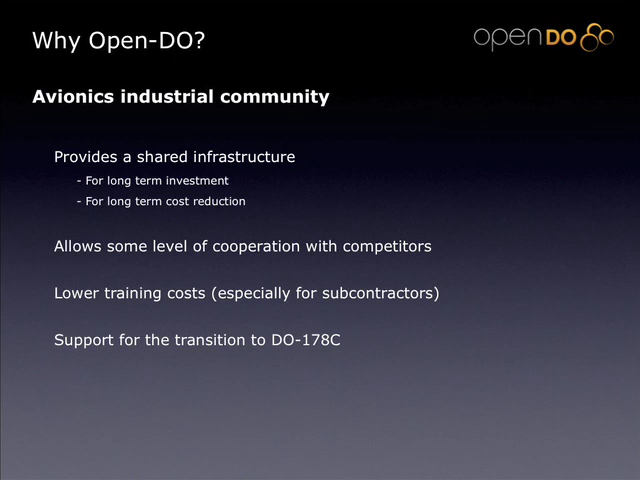 Why Open-DO?
open DO
Avionics industrial community
Provides a shared infrastructure
- For long term investment
- For long term cost reduction
Allows some level of cooperation with competitors
Lower training costs (especially for subcontractors)
Support for the transition to DO-178C